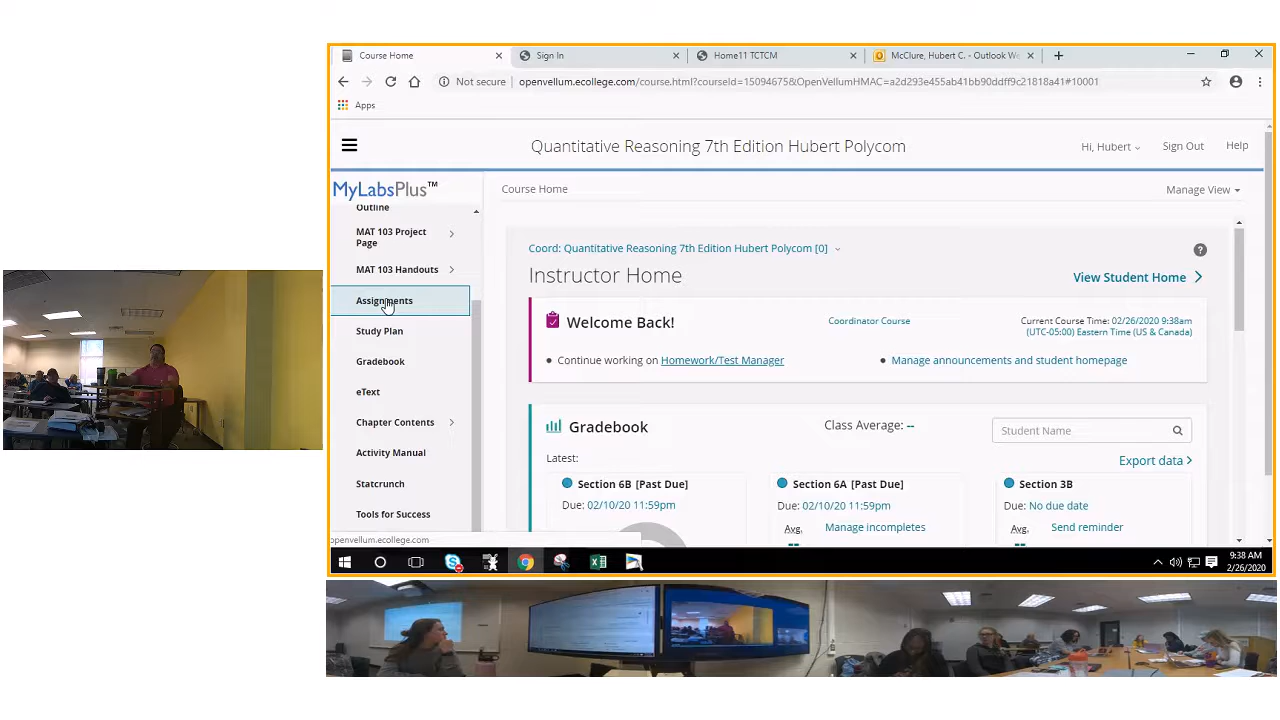 Course Home
Sign In
Home11 TCTCM
McClure, Hubert C. - Outlook We
Not secure
openvellum.ecollege.com/course.html?courseId=15094675&OpenVellumHMAC=a2d293e455ab41bb90ddff9c21818a41#10001
Apps
Quantitative Reasoning 7th Edition Hubert Polycom
Hi, Hubert
Sign Out
Help
MyLabsPlus™
Course Home
Manage View
Outline
MAT 103 Project
Page
MAT 103 Handouts
Assignments
Study Plan
Gradebook
eText
Chapter Contents
Activity Manual
Statcrunch
Tools for Success
openvellum.ecollege.com
Coord: Quantitative Reasoning 7th Edition Hubert Polycom [0]
?
Instructor Home
View Student Home
Welcome Back!
Coordinator Course
Current Course Time: 02/26/2020 9:38am
(UTC-05:00) Eastern Time (US & Canada)
Continue working on Homework/Test Manager
Manage announcements and student homepage
Gradebook
Class Average: --
Student Name
Latest:
Export data
Section 6B [Past Due]
Due: 02/10/20 11:59pm
Section 6A [Past Due]
Due: 02/10/20 11:59pm
Avg.
Manage incompletes
Section 3B
Due: No due date
Avg.
Send reminder
9:38 AM
2/26/2020